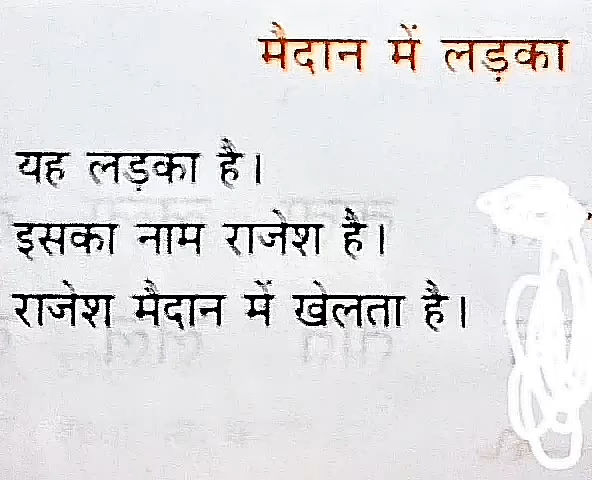 मैदान में लड़का
यह लड़का है।
इसका नाम राजेश है।
राजेश मैदान में खेलता है।